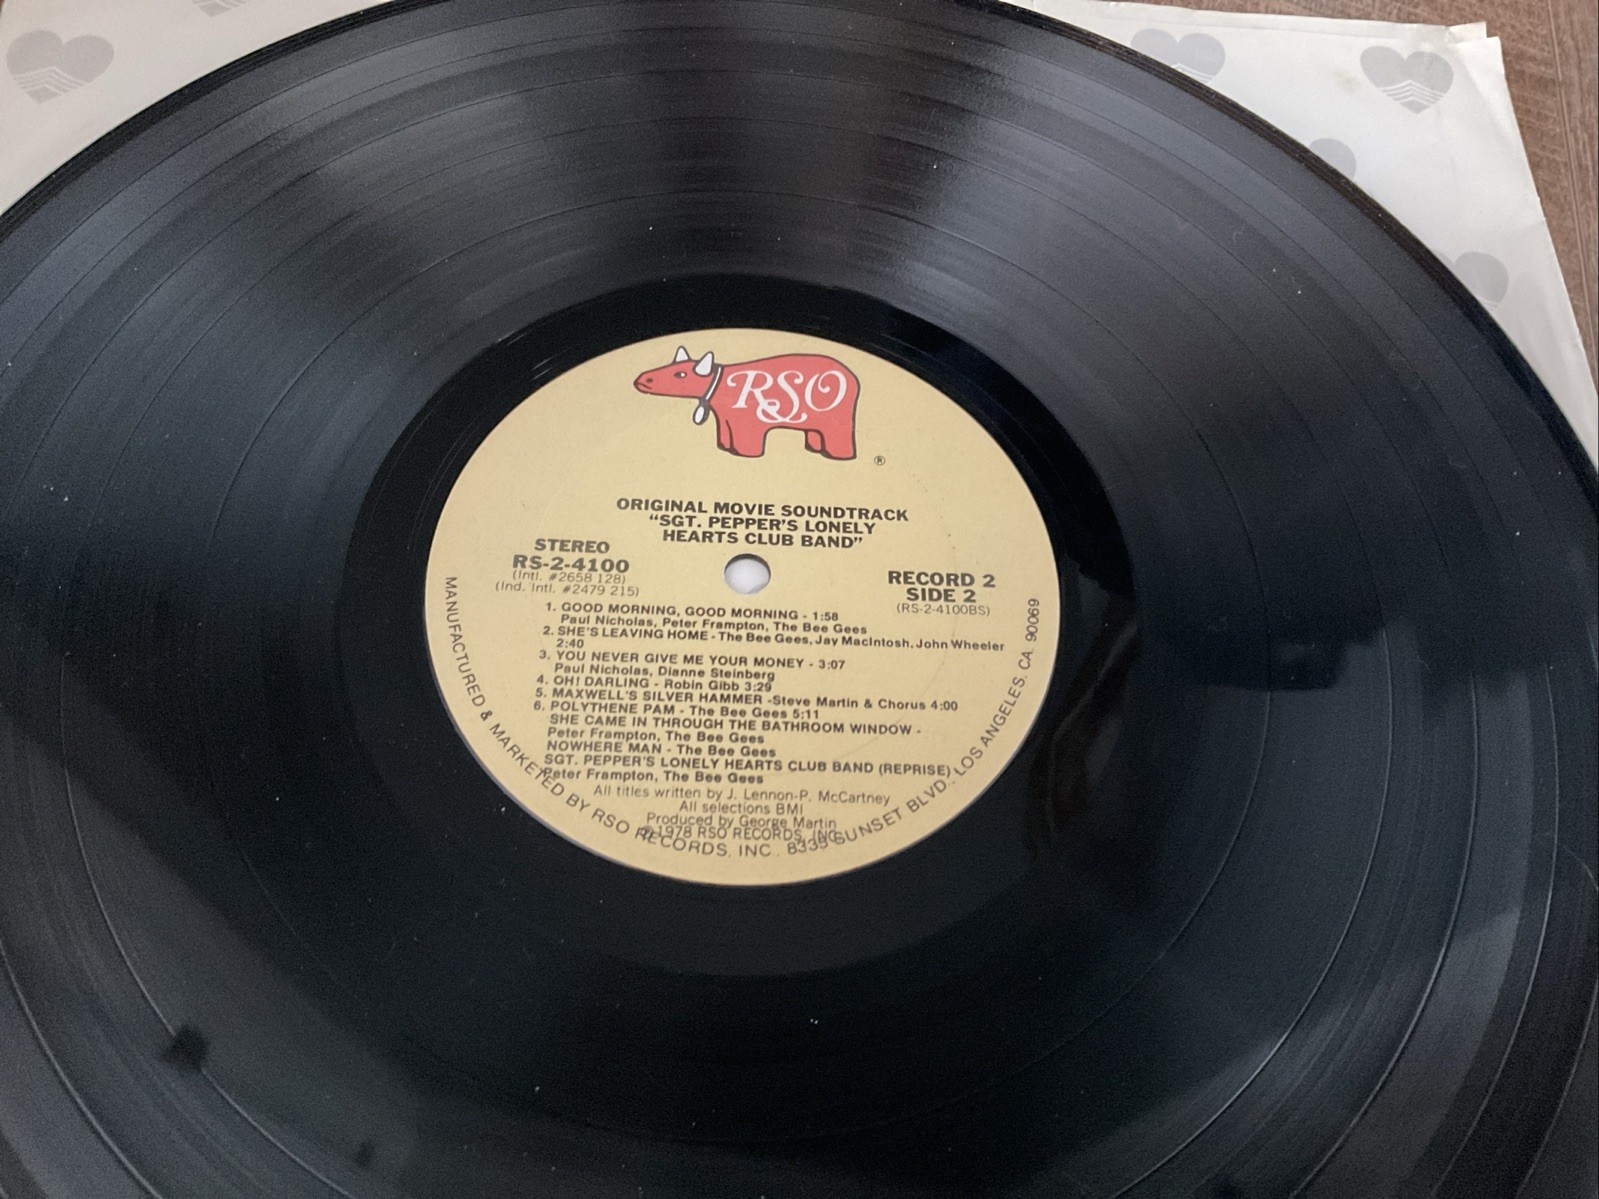 RSO
®
ORIGINAL MOVIE SOUNDTRACK
"SGT. PEPPER'S LONELY
HEARTS CLUB BAND"
STEREO
RS-2-4100
(Intl. #2658 128)
(Ind. Intl. #2479 215)
RECORD 2
SIDE 2
(RS-2-4100BS)
1. GOOD MORNING, GOOD MORNING - 1:58
Paul Nicholas, Peter Frampton, The Bee Gees
2. SHE'S LEAVING HOME - The Bee Gees, Jay MacIntosh, John Wheeler
2:40
3. YOU NEVER GIVE ME YOUR MONEY - 3:07
Paul Nicholas, Dianne Steinberg
4. OH! DARLING - Robin Gibb 3:29
5. MAXWELL'S SILVER HAMMER -Steve Martin & Chorus 4:00
6. POLYTHENE PAM - The Bee Gees 5:11
SHE CAME IN THROUGH THE BATHROOM WINDOW -
Peter Frampton, The Bee Gees
NOWHERE MAN - The Bee Gees
SGT. PEPPER'S LONELY HEARTS CLUB BAND (REPRISE)
Peter Frampton, The Bee Gees
All titles written by J. Lennon-P. McCartney
All selections BMI
Produced by George Martin
℗ 1978 RSO RECORDS, INC.
MANUFACTURED & MARKETED BY RSO RECORDS, INC., 8335 SUNSET BLVD., LOS ANGELES, CA. 90069